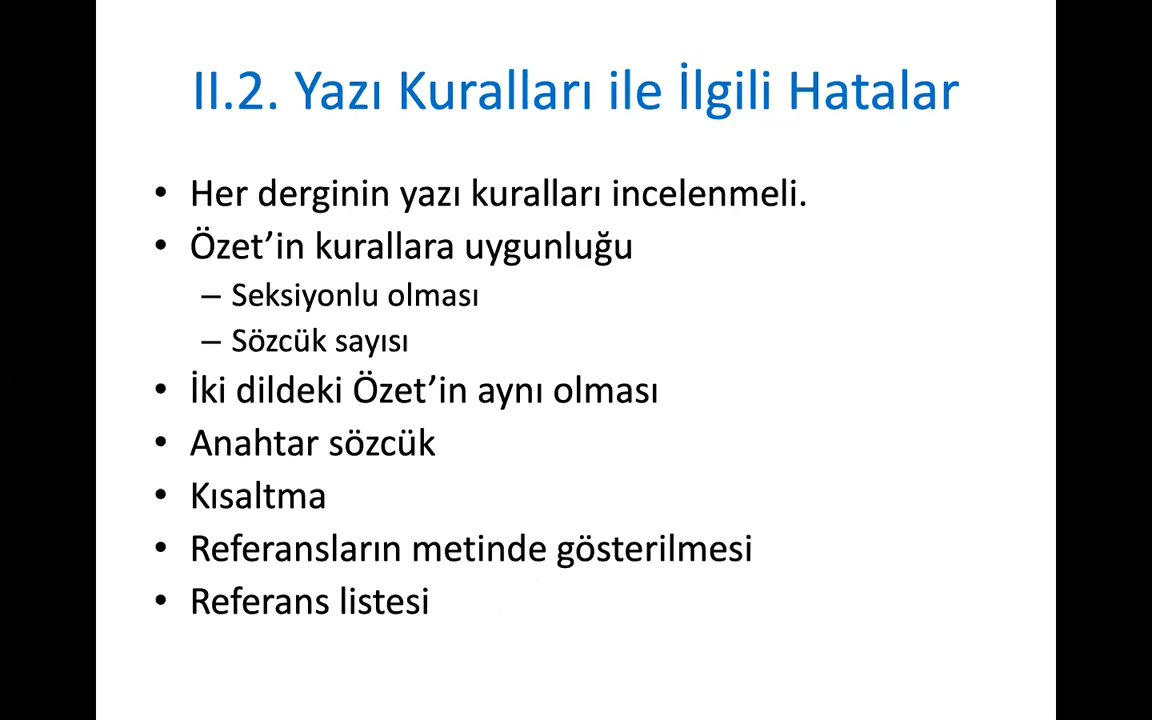 II.2. Yazı Kuralları ile İlgili Hatalar
• Her derginin yazı kuralları incelenmeli.
• Özet’in kurallara uygunluğu
– Seksiyonlu olması
– Sözcük sayısı
• İki dildeki Özet’in aynı olması
• Anahtar sözcük
• Kısaltma
• Referansların metinde gösterilmesi
• Referans listesi